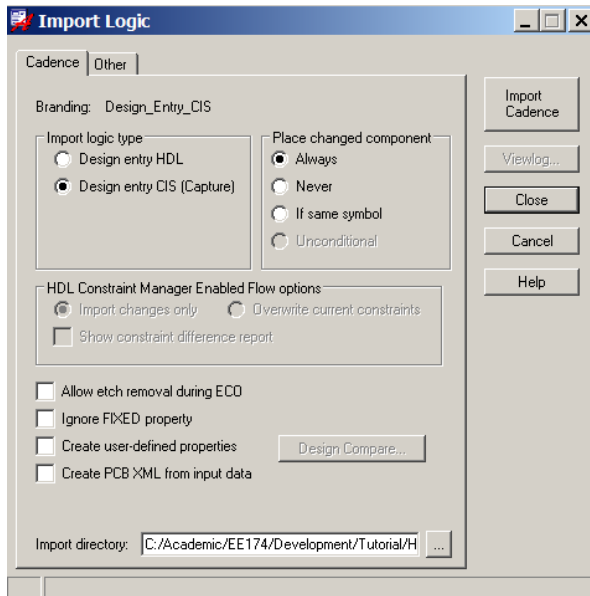 Import Logic
Cadence
Other
Branding: Design_Entry_CIS
Import logic type
Design entry HDL
Design entry CIS (Capture)
Place changed component
Always
Never
If same symbol
Unconditional
HDL Constraint Manager Enabled Flow options
Import changes only
Overwrite current constraints
Show constraint difference report
Allow etch removal during ECO
Ignore FIXED property
Create user-defined properties
Design Compare...
Create PCB XML from input data
Import directory: C:/Academic/EE174/Development/Tutorial/H ...
Import
Cadence
Viewlog...
Close
Cancel
Help